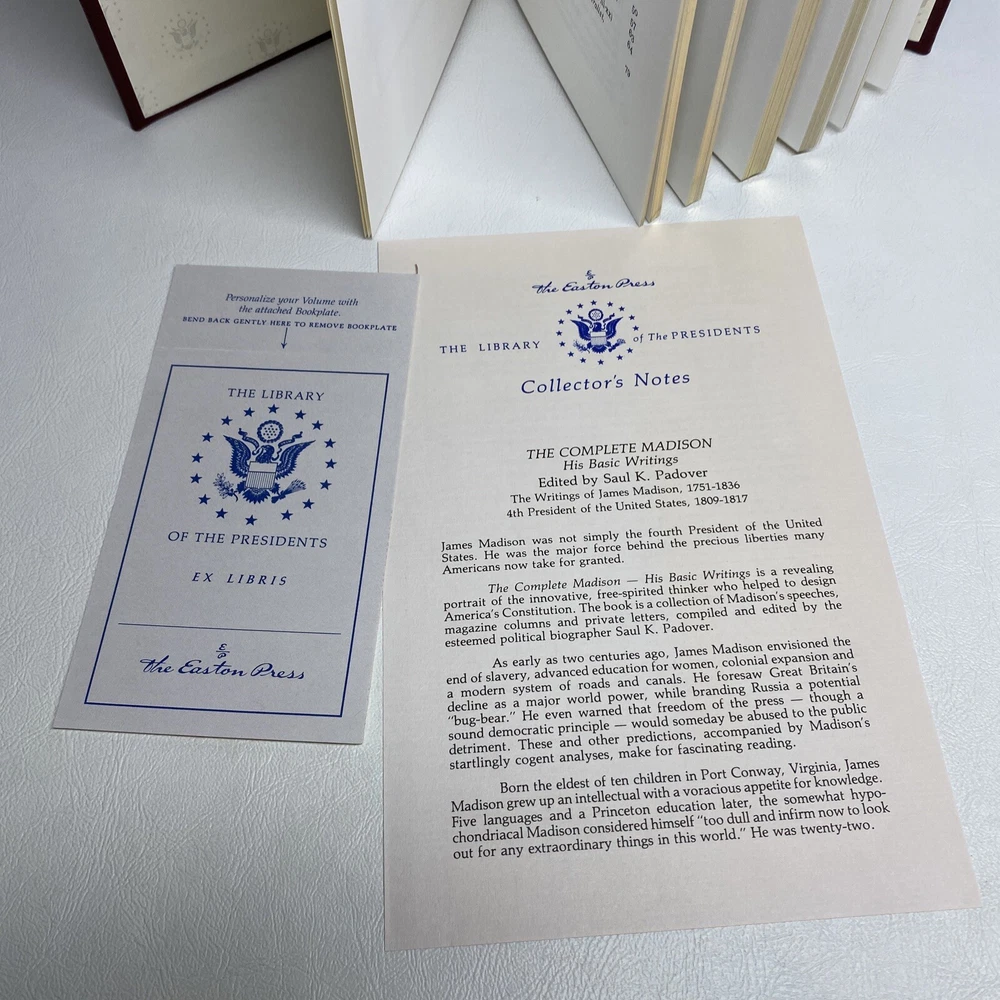 Personalize your Volume with
the attached Bookplate.
BEND BACK GENTLY HERE TO REMOVE BOOKPLATE
THE LIBRARY
OF THE PRESIDENTS
EX LIBRIS
The Easton Press
The Easton Press
THE LIBRARY of The PRESIDENTS
Collector's Notes
THE COMPLETE MADISON
His Basic Writings
Edited by Saul K. Padover
The Writings of James Madison, 1751-1836
4th President of the United States, 1809-1817
James Madison was not simply the fourth President of the United
States. He was the major force behind the precious liberties many
Americans now take for granted.
The Complete Madison — His Basic Writings is a revealing
portrait of the innovative, free-spirited thinker who helped to design
America's Constitution. The book is a collection of Madison's speeches,
magazine columns and private letters, compiled and edited by the
esteemed political biographer Saul K. Padover.
As early as two centuries ago, James Madison envisioned the
end of slavery, advanced education for women, colonial expansion and
a modern system of roads and canals. He foresaw Great Britain's
decline as a major world power, while branding Russia a potential
"bug-bear." He even warned that freedom of the press — though a
sound democratic principle — would someday be abused to the public
detriment. These and other predictions, accompanied by Madison's
startlingly cogent analyses, make for fascinating reading.
Born the eldest of ten children in Port Conway, Virginia, James
Madison grew up an intellectual with a voracious appetite for knowledge.
Five languages and a Princeton education later, the somewhat hypo-
chondriacal Madison considered himself "too dull and infirm now to look
out for any extraordinary things in this world." He was twenty-two.